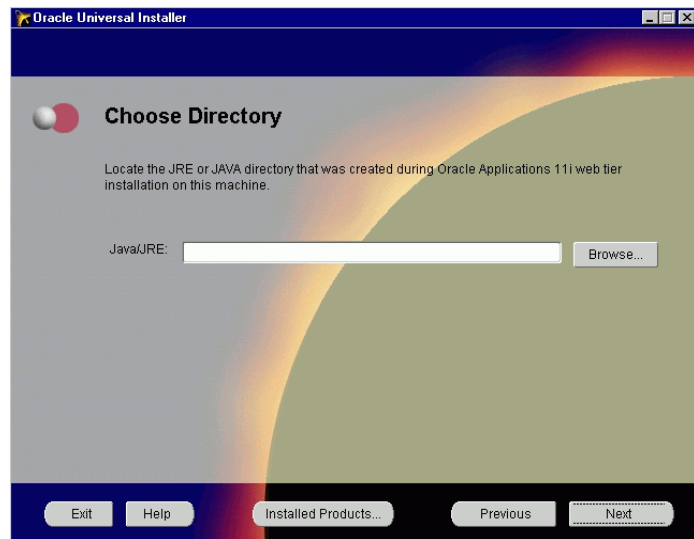 Oracle Universal Installer
Choose Directory
Locate the JRE or JAVA directory that was created during Oracle Applications 11i web tier
installation on this machine.
Java/JRE:
Browse...
Exit
Help
Installed Products...
Previous
Next